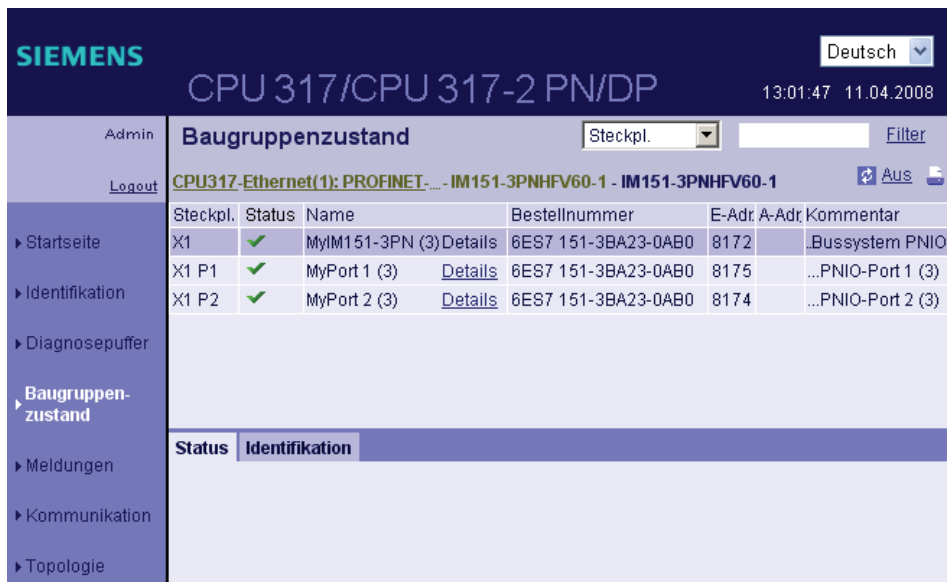 SIEMENS
Deutsch
CPU 317/CPU 317-2 PN/DP
13:01:47 11.04.2008
Admin
Logout
Baugruppenzustand
Steckpl.
Filter
CPU317-Ethernet(1): PROFINET-... - IM151-3PNHFV60-1 - IM151-3PNHFV60-1
Aus
Startseite
Identifikation
Diagnosepuffer
Baugruppen-
zustand
Meldungen
Kommunikation
Topologie
Steckpl. Status Name Bestellnummer E-Adr. A-Adr. Kommentar
X1 MyIM151-3PN (3) Details 6ES7 151-3BA23-0AB0 8172 ..Bussystem PNIO
X1 P1 MyPort 1 (3) Details 6ES7 151-3BA23-0AB0 8175 ...PNIO-Port 1 (3)
X1 P2 MyPort 2 (3) Details 6ES7 151-3BA23-0AB0 8174 ...PNIO-Port 2 (3)
Status Identifikation